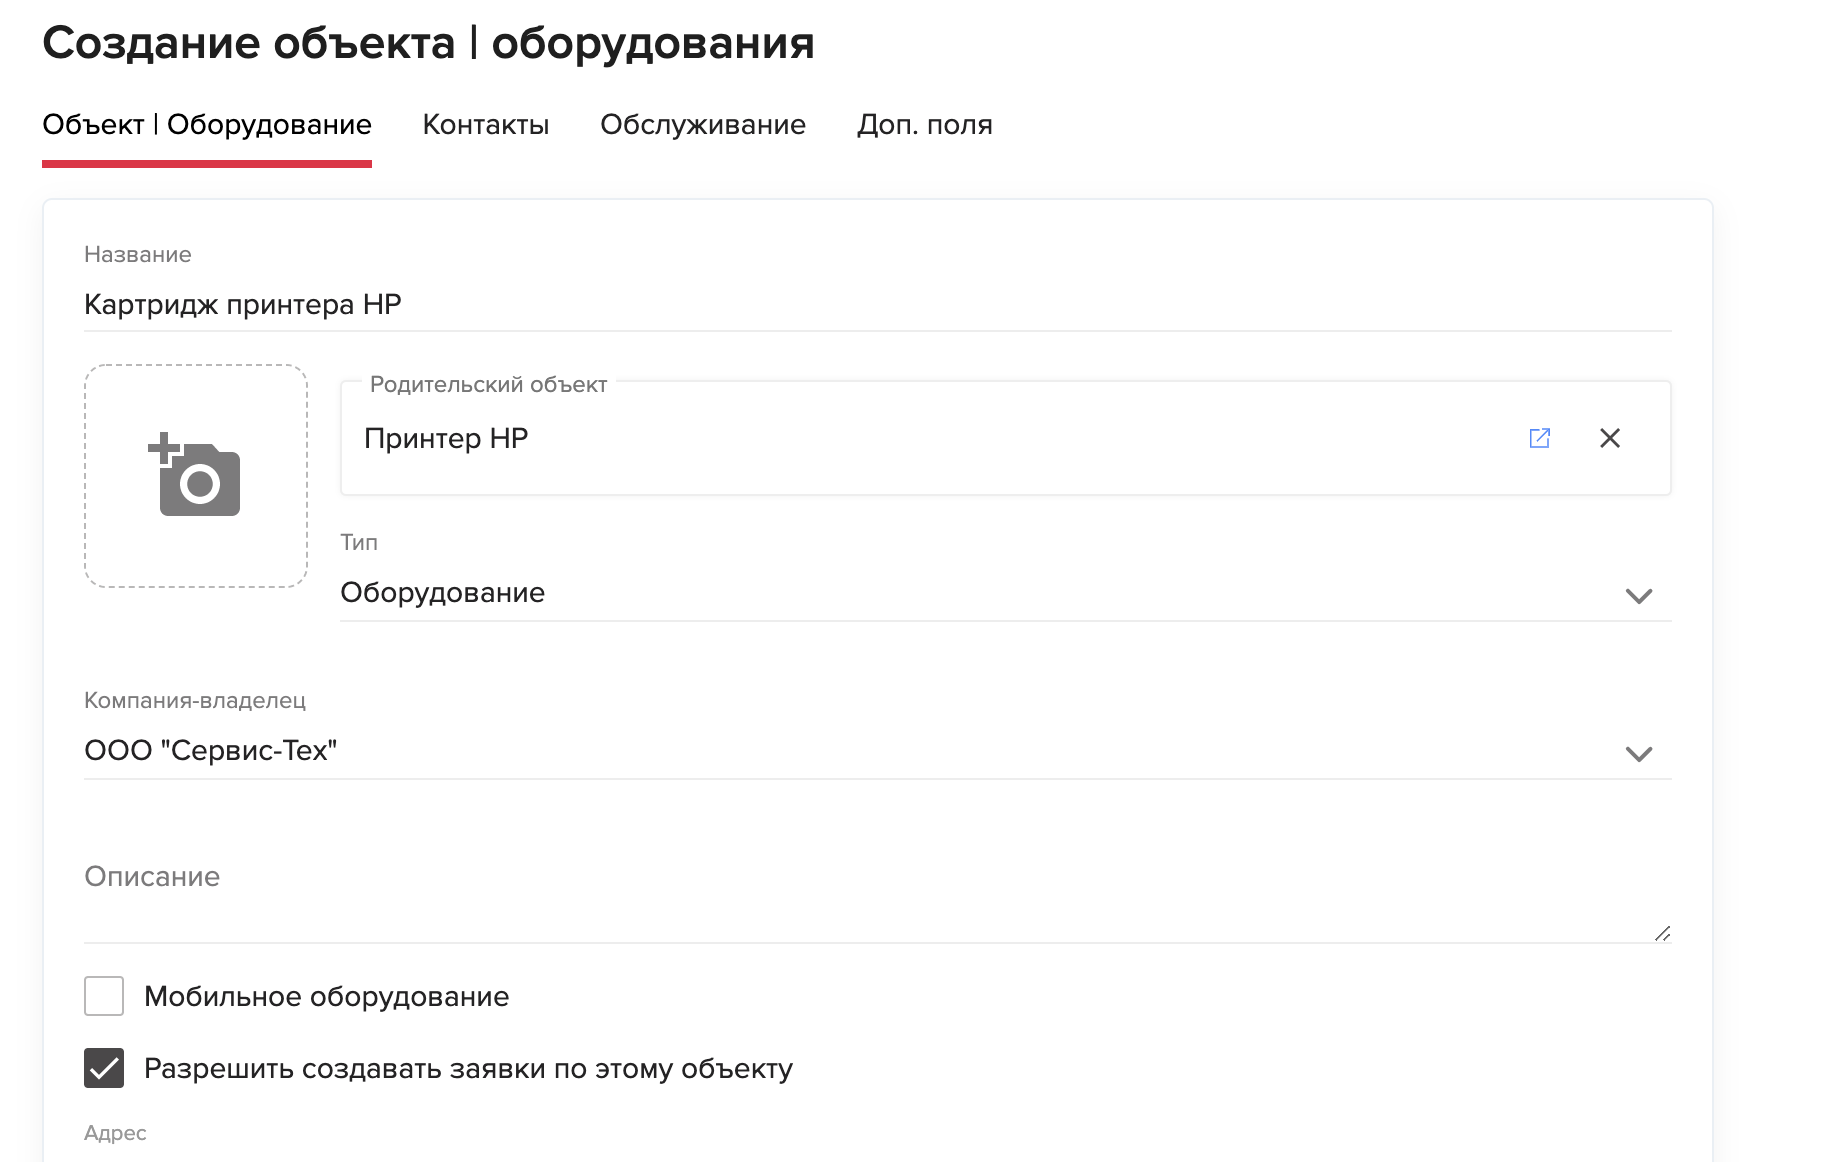 Создание объекта | оборудования
Объект | Оборудование Контакты Обслуживание Доп. поля
Название
Картридж принтера HP
Родительский объект
Принтер HP
Тип
Оборудование
Компания-владелец
ООО "Сервис-Тех"
Описание
Мобильное оборудование
Разрешить создавать заявки по этому объекту
Адрес